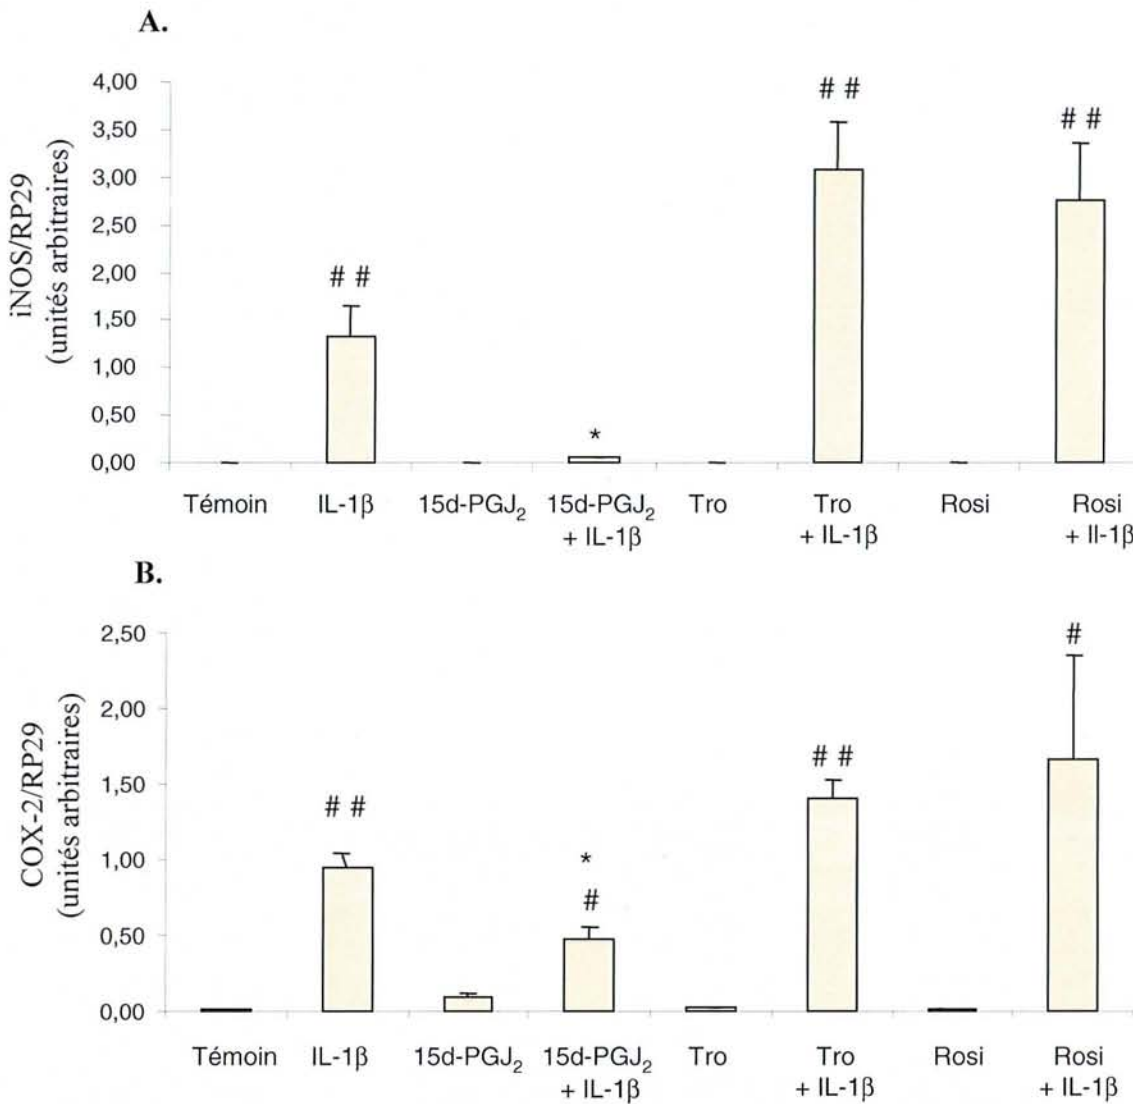 A.
iNOS/RP29
(unités arbitraires)
4,00
3,50
3,00
2,50
2,00
1,50
1,00
0,50
0,00
# #
*
# #
# #
Témoin IL-1β 15d-PGJ₂ 15d-PGJ₂ Tro Tro Rosi Rosi
+ IL-1β + IL-1β + Il-1β
B.
COX-2/RP29
(unités arbitraires)
2,50
2,00
1,50
1,00
0,50
0,00
# #
*
#
# #
#
Témoin IL-1β 15d-PGJ₂ 15d-PGJ₂ Tro Tro Rosi Rosi
+ IL-1β + IL-1β + IL-1β